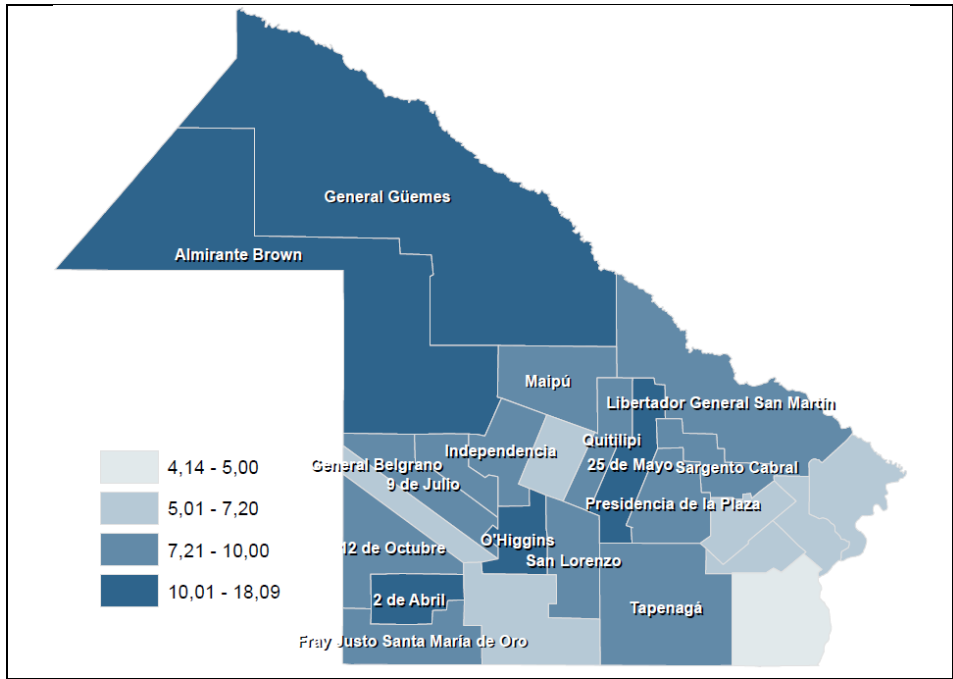 General Güemes
Almirante Brown
Maipú
Libertador General San Martín
Quitilipi
Independencia
General Belgrano
25 de Mayo
Sargento Cabral
9 de Julio
Presidencia de la Plaza
O'Higgins
12 de Octubre
San Lorenzo
2 de Abril
Tapenagá
Fray Justo Santa María de Oro
4,14 - 5,00
5,01 - 7,20
7,21 - 10,00
10,01 - 18,09